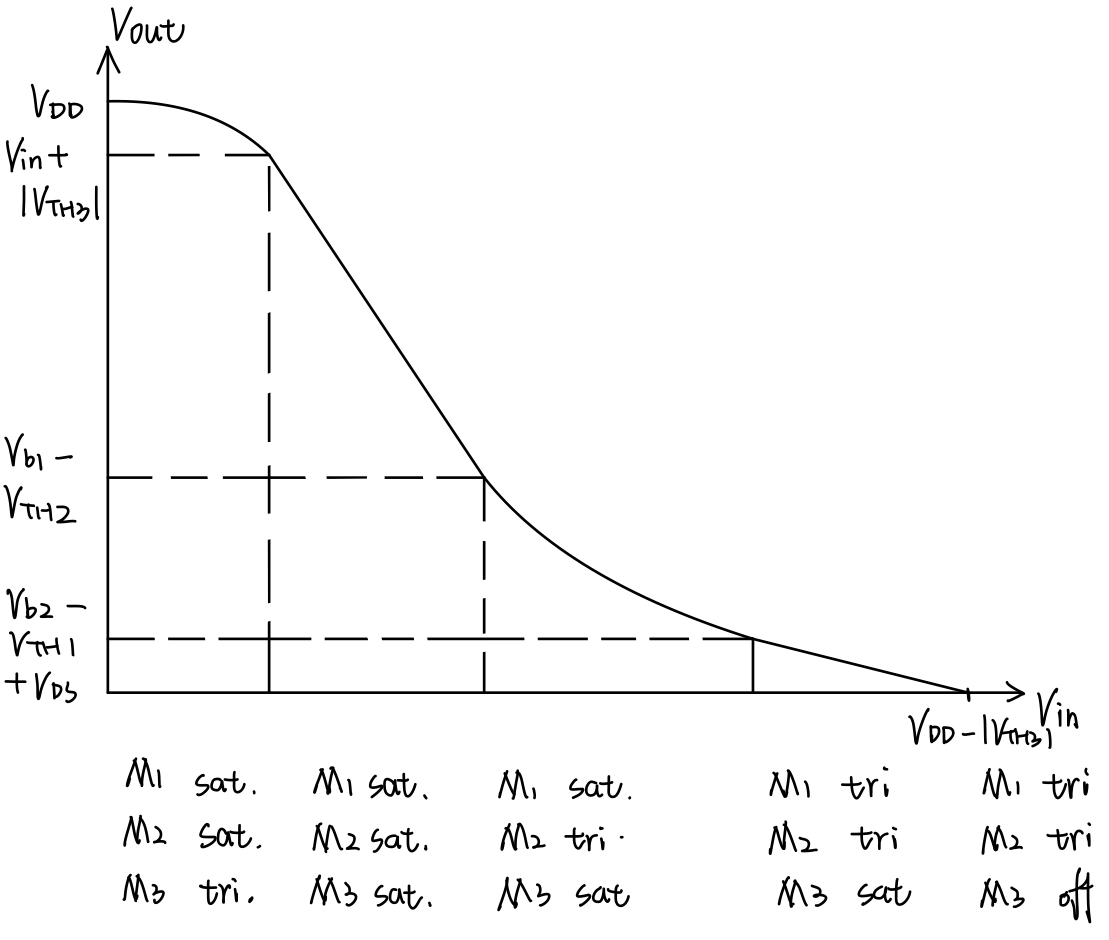 Vout
VDD
Vin +
|VTH3|
Vb1 -
VTH2
Vb2 -
VTH1
+ VDS
Vin
VDD - |VTH3|
M1 sat. M1 sat. M1 sat. M1 tri M1 tri
M2 sat. M2 sat. M2 tri. M2 tri M2 tri
M3 tri. M3 sat. M3 sat M3 sat M3 off